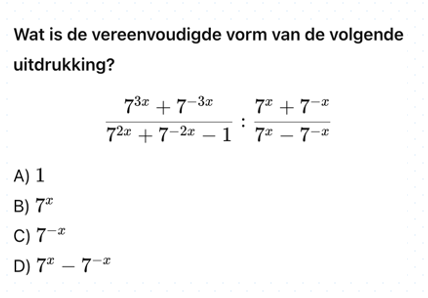 Wat is de vereenvoudigde vorm van de volgende
uitdrukking?
$\frac{7^{3x} + 7^{-3x}}{7^{2x} + 7^{-2x} - 1} : \frac{7^x + 7^{-x}}{7^x - 7^{-x}}$
A) $1$
B) $7^x$
C) $7^{-x}$
D) $7^x - 7^{-x}$